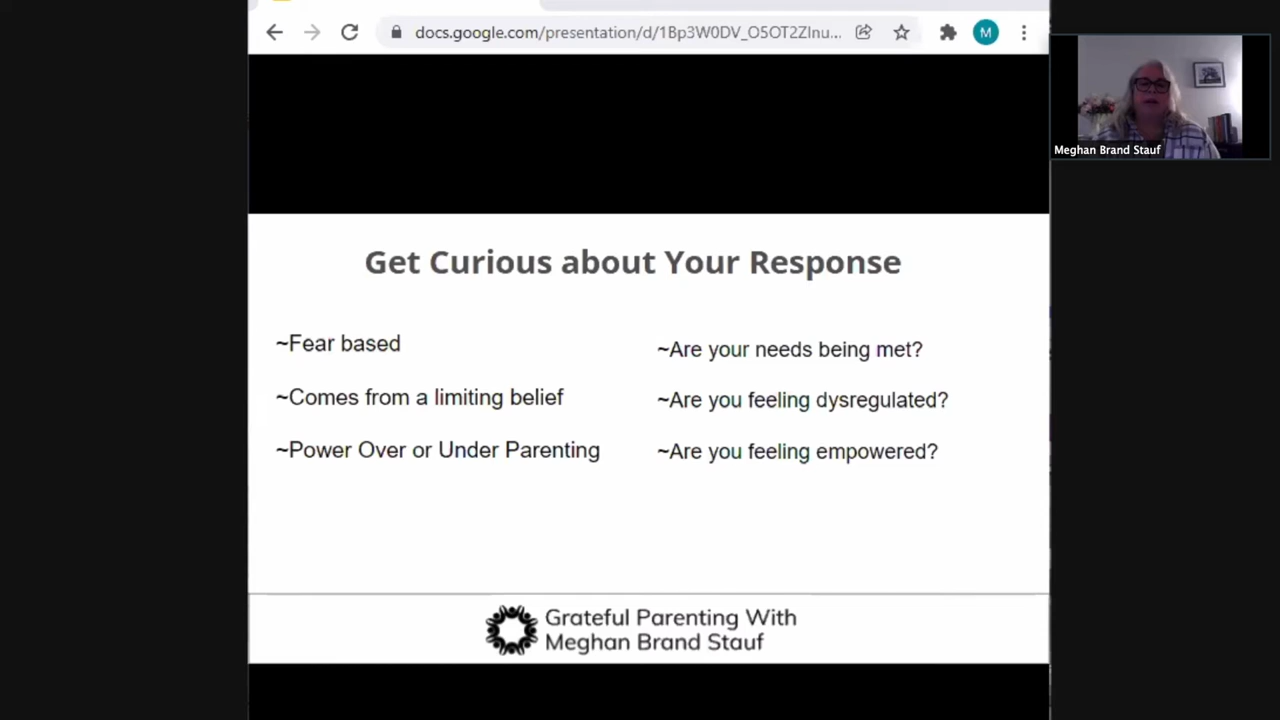 docs.google.com/presentation/d/1Bp3W0DV_O5OT2ZInu...
M
Meghan Brand Stauf
Get Curious about Your Response
~Fear based
~Comes from a limiting belief
~Power Over or Under Parenting
~Are your needs being met?
~Are you feeling dysregulated?
~Are you feeling empowered?
Grateful Parenting With
Meghan Brand Stauf